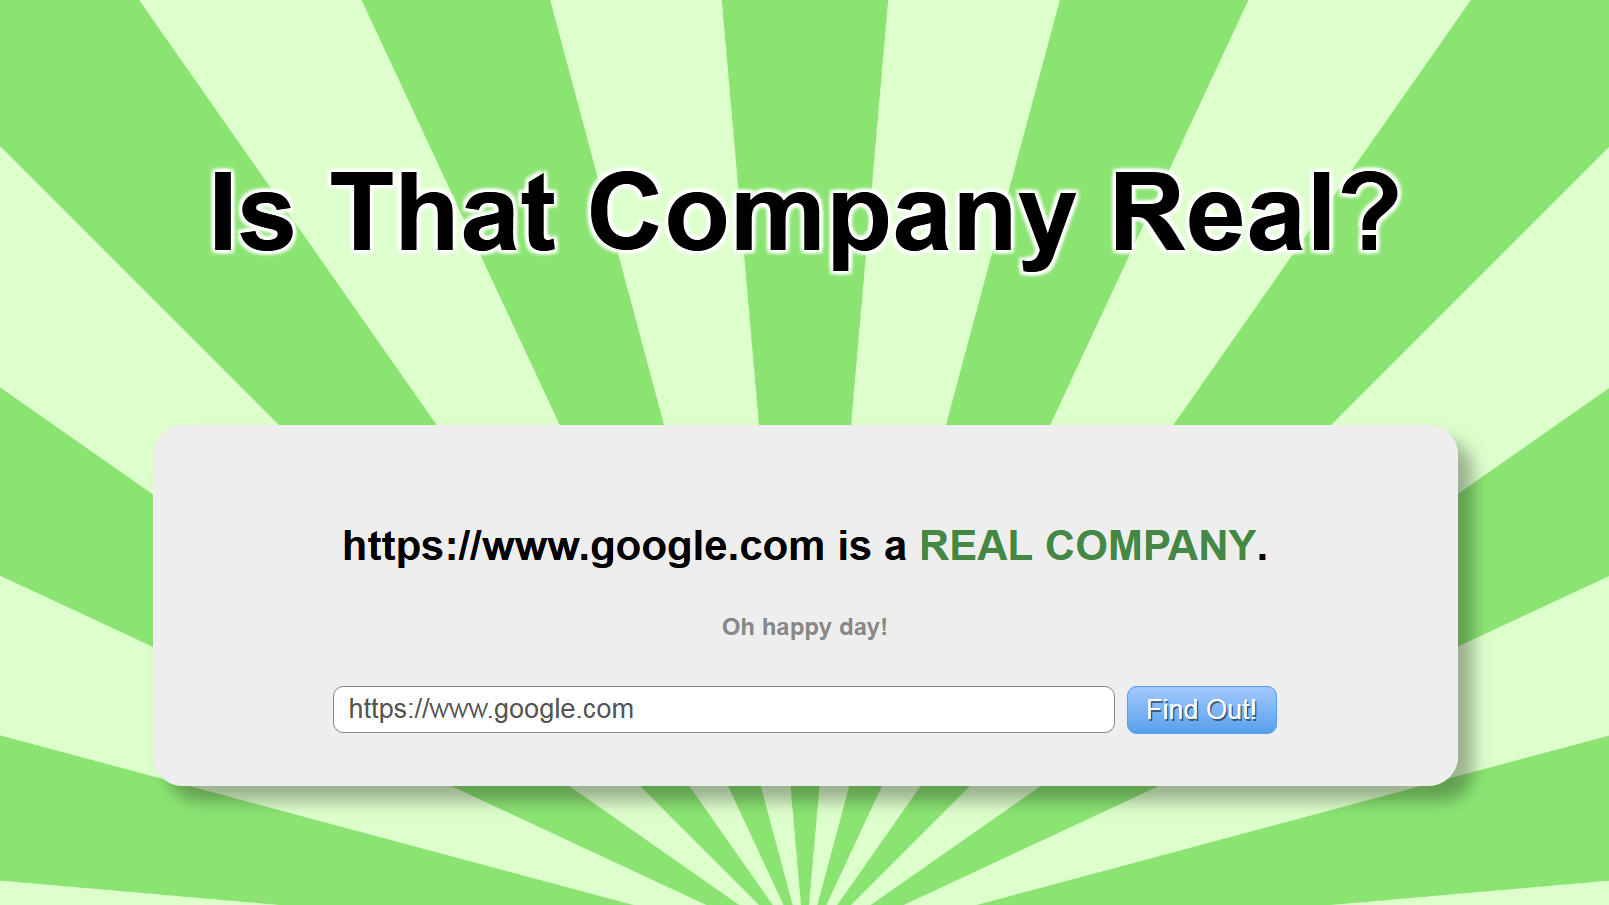 Is That Company Real?
https://www.google.com is a REAL COMPANY.
Oh happy day!
https://www.google.com Find Out!